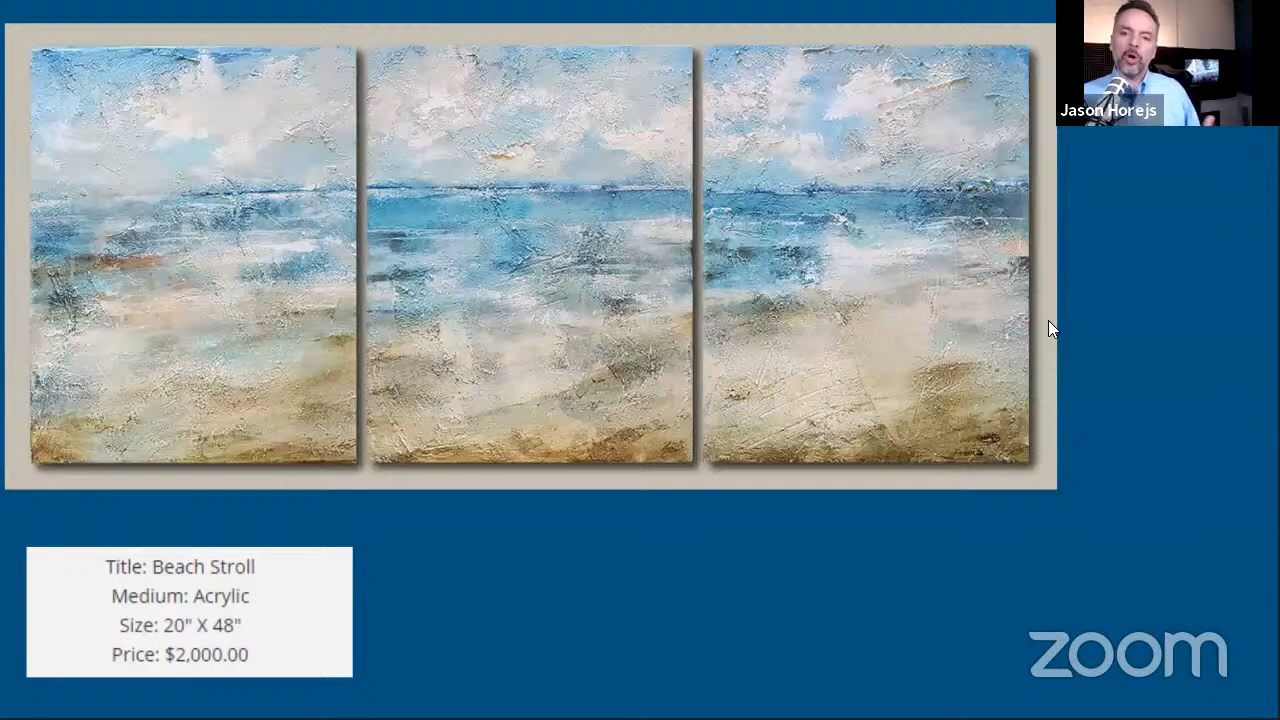 Jason Horejs
Title: Beach Stroll
Medium: Acrylic
Size: 20" X 48"
Price: $2,000.00
zoom